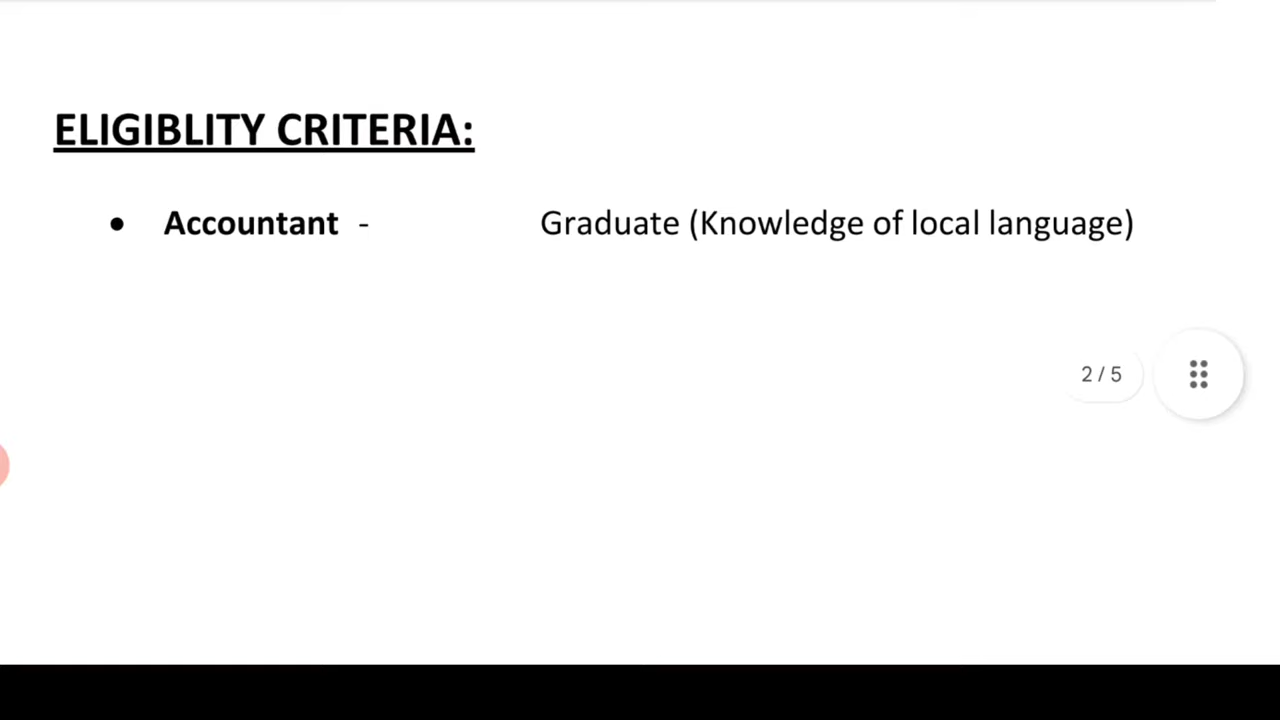 ELIGIBLITY CRITERIA:
• Accountant - Graduate (Knowledge of local language)
2 / 5